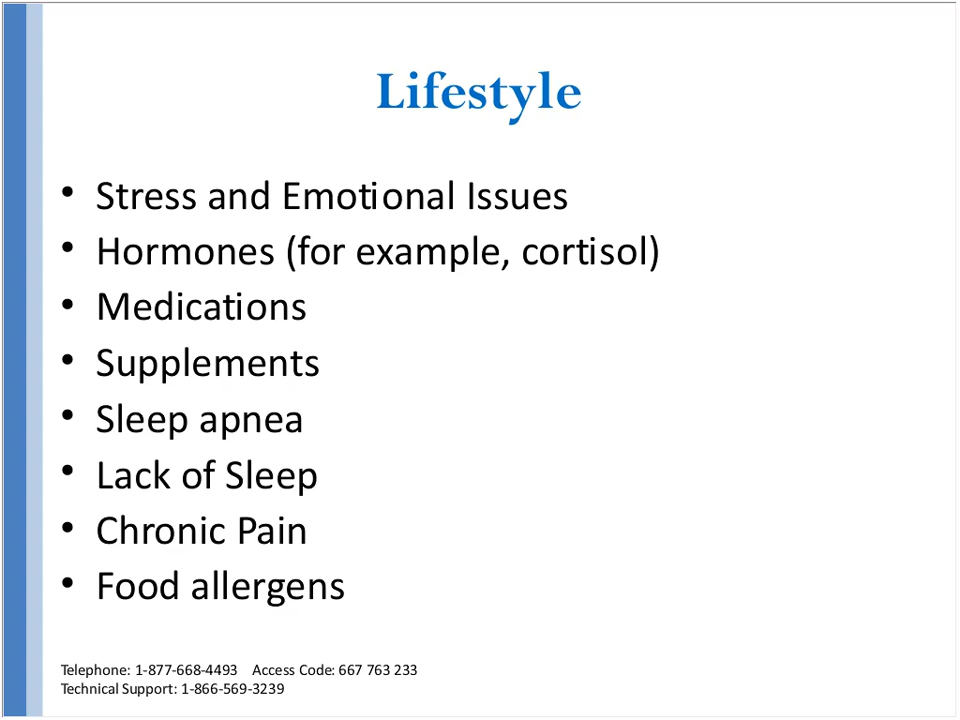 Lifestyle
• Stress and Emotional Issues
• Hormones (for example, cortisol)
• Medications
• Supplements
• Sleep apnea
• Lack of Sleep
• Chronic Pain
• Food allergens
Telephone: 1-877-668-4493 Access Code: 667 763 233
Technical Support: 1-866-569-3239